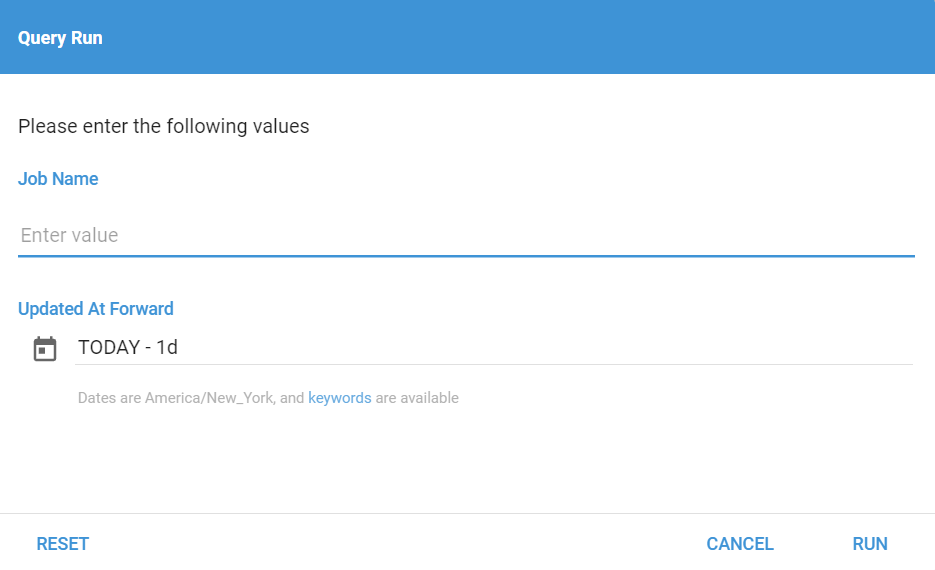 Query Run
Please enter the following values
Job Name
Enter value
Updated At Forward
TODAY - 1d
Dates are America/New_York, and keywords are available
RESET CANCEL RUN